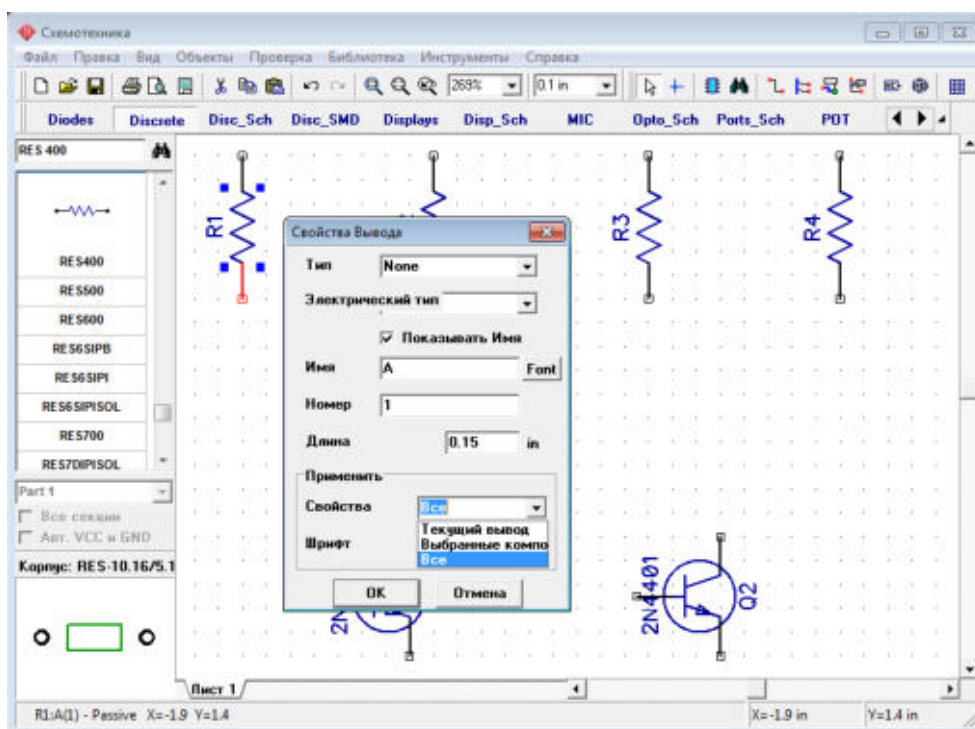 Схемотехника
Файл Правка Вид Объекты Проверка Библиотека Инструменты Справка
269% 0.1 in
Diodes Discrete Disc_Sch Disc_SMD Displays Disp_Sch MIC Opto_Sch Ports_Sch POT
RES 400
RES400
RES500
RES600
RES6SIPB
RES6SIPI
RES6SIPISOL
RES700
RES7DIPISOL
Part 1
Все секции
Авт. VCC и GND
Корпус: RES-10.16/5.1
R1
R3
R4
Свойства Вывода
Тип None
Электрический тип
Показывать Имя
Имя A Font
Номер 1
Длина 0.15 in
Применить
Свойства Все
Текущий вывод
Выбранные компо
Все
Шрифт
OK Отмена
2N
2N4401
Q2
Лист 1
R1:A(1) - Passive X=-1.9 Y=1.4
X=-1.9 in Y=1.4 in